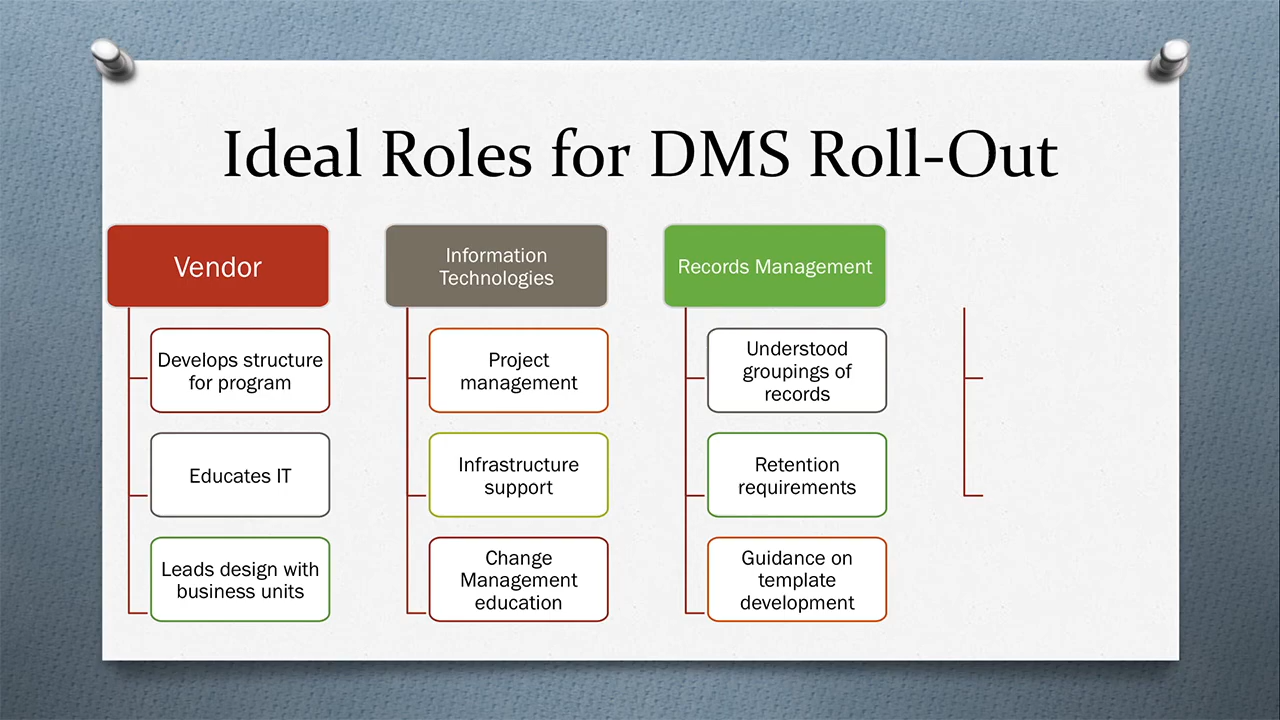 Ideal Roles for DMS Roll-Out
Vendor
Develops structure
for program
Educates IT
Leads design with
business units
Information
Technologies
Project
management
Infrastructure
support
Change
Management
education
Records Management
Understood
groupings of
records
Retention
requirements
Guidance on
template
development